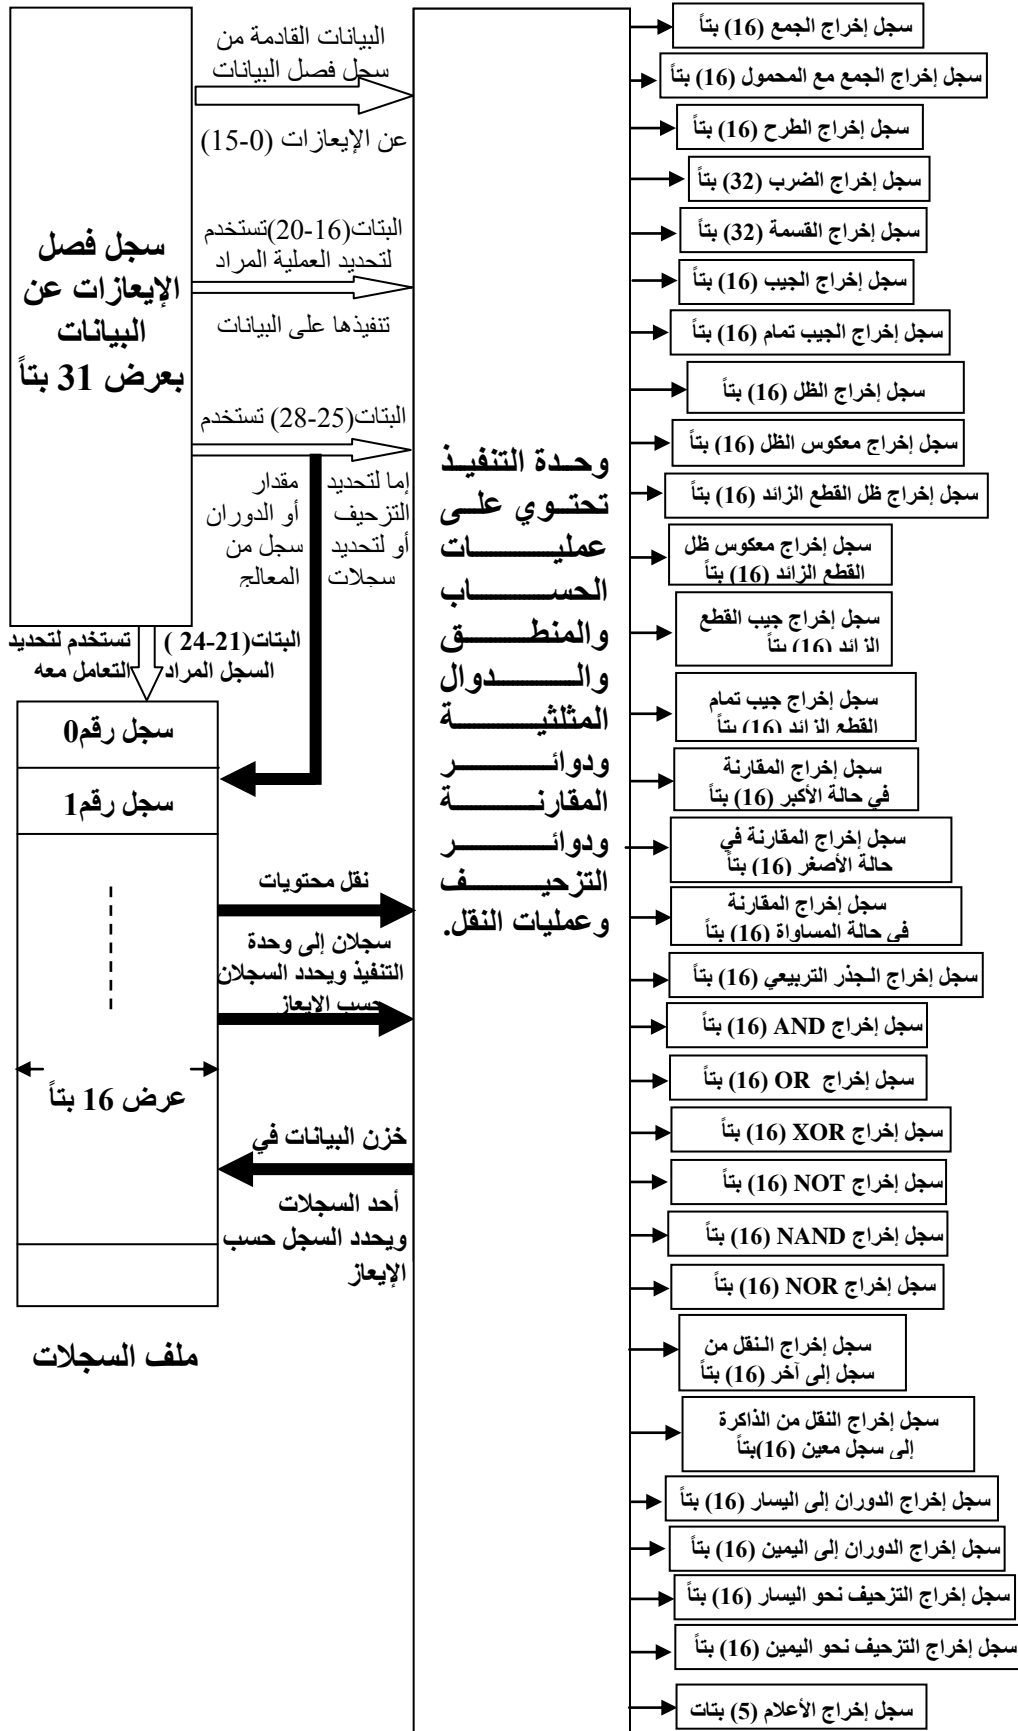 البيانات القادمة من
سجل فصل البيانات
عن الإيعازات (0-15)
سجل فصل
الإيعازات عن
البيانات
بعرض 31 بتاً
البتات(16-20)تستخدم
لتحديد العملية المراد
تنفيذها على البيانات
البتات(25-28) تستخدم
إما لتحديد مقدار
التزحيف أو الدوران
أو لتحديد سجل من
سجلات المعالج
البتات(21-24 ) تستخدم لتحديد
السجل المراد التعامل معه
سجل رقم0
سجل رقم1
نقل محتويات
سجلان إلى وحدة
التنفيذ ويحدد السجلان
حسب الايعاز
عرض 16 بتاً
خزن البيانات في
أحد السجلات
ويحدد السجل حسب
الإيعاز
ملف السجلات
وحدة التنفيذ
تحتوي على
عمليات
الحساب
والمنطق
والدوال
المثلثية
ودوائر
المقارنة
ودوائر
التزحيف
وعمليات النقل.
سجل إخراج الجمع (16) بتاً
سجل إخراج الجمع مع المحمول (16) بتاً
سجل إخراج الطرح (16) بتاً
سجل إخراج الضرب (32) بتاً
سجل إخراج القسمة (32) بتاً
سجل إخراج الجيب (16) بتاً
سجل إخراج الجيب تمام (16) بتاً
سجل إخراج الظل (16) بتاً
سجل إخراج معكوس الظل (16) بتاً
سجل إخراج ظل القطع الزائد (16) بتاً
سجل إخراج معكوس ظل
القطع الزائد (16) بتاً
سجل إخراج جيب القطع
الزائد (16) بتاً
سجل إخراج جيب تمام
القطع الزائد (16) بتاً
سجل إخراج المقارنة
في حالة الأكبر (16) بتاً
سجل إخراج المقارنة في
حالة الأصغر (16) بتاً
سجل إخراج المقارنة
في حالة المساواة (16) بتاً
سجل إخراج الجذر التربيعي (16) بتاً
سجل إخراج AND (16) بتاً
سجل إخراج OR (16) بتاً
سجل إخراج XOR (16) بتاً
سجل إخراج NOT (16) بتاً
سجل إخراج NAND (16) بتاً
سجل إخراج NOR (16) بتاً
سجل إخراج النقل من
سجل إلى آخر (16) بتاً
سجل إخراج النقل من الذاكرة
إلى سجل معين (16)بتاً
سجل إخراج الدوران إلى اليسار (16) بتاً
سجل إخراج الدوران إلى اليمين (16) بتاً
سجل إخراج التزحيف نحو اليسار (16) بتاً
سجل إخراج التزحيف نحو اليمين (16) بتاً
سجل إخراج الأعلام (5) بتات